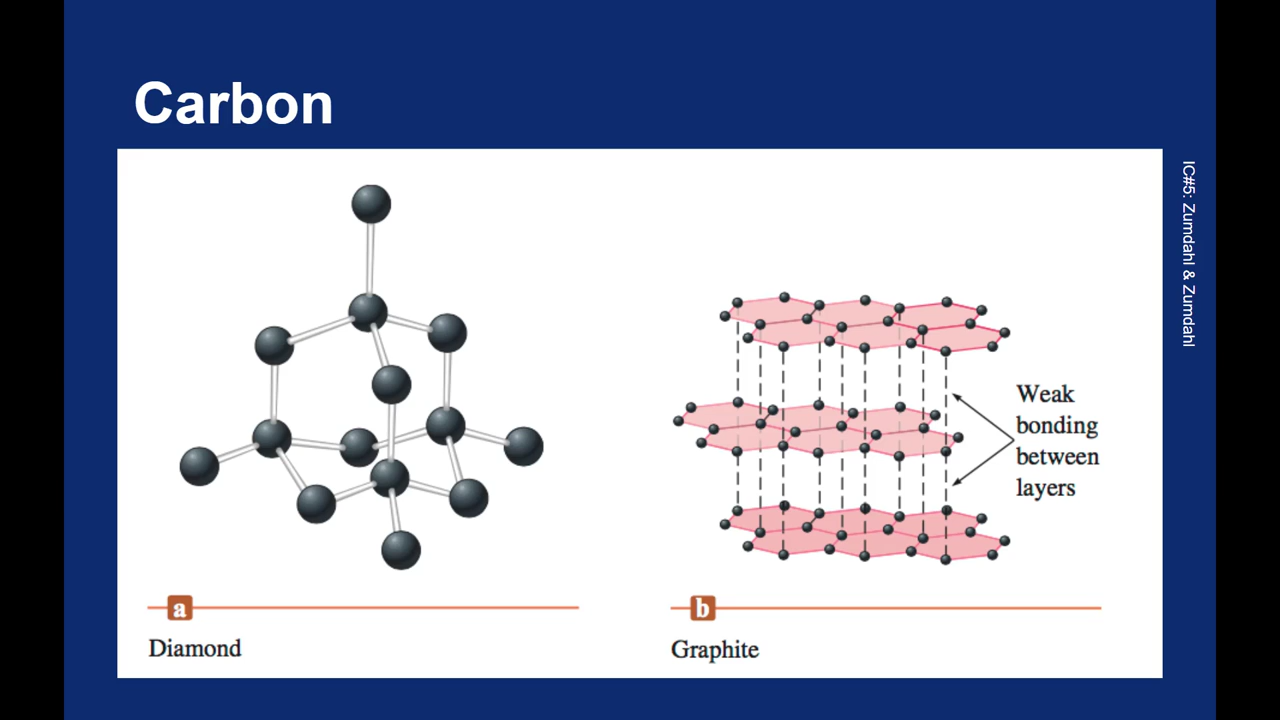 Carbon
IC#5: Zumdahl & Zumdahl
Weak
bonding
between
layers
a
Diamond
b
Graphite